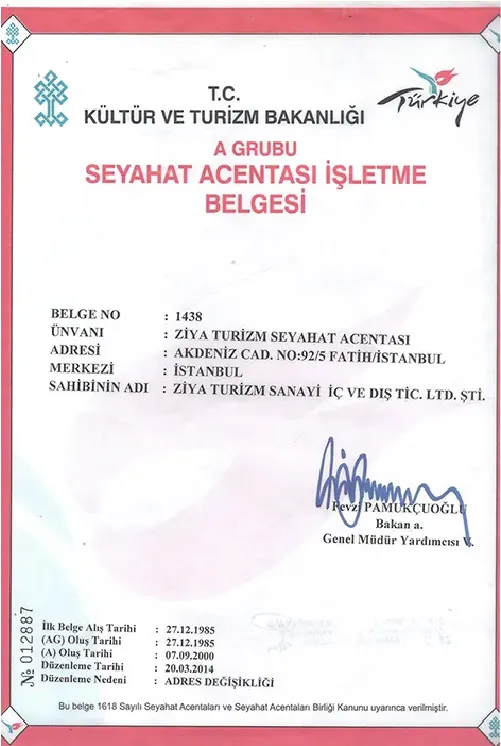 Türkiye
T.C.
KÜLTÜR VE TURİZM BAKANLIĞI
A GRUBU
SEYAHAT ACENTASI İŞLETME
BELGESİ
BELGE NO : 1438
ÜNVANI : ZİYA TURİZM SEYAHAT ACENTASI
ADRESİ : AKDENİZ CAD. NO:92/5 FATİH/İSTANBUL
MERKEZİ : İSTANBUL
SAHİBİNİN ADI : ZİYA TURİZM SANAYİ İÇ VE DIŞ TİC. LTD. ŞTİ.
Fevzi PAMUKÇUOĞLU
Bakan a.
Genel Müdür Yardımcısı V.
№ 012887
İlk Belge Alış Tarihi : 27.12.1985
(AG) Oluş Tarihi : 27.12.1985
(A) Oluş Tarihi : 07.09.2000
Düzenleme Tarihi : 20.03.2014
Düzenleme Nedeni : ADRES DEĞİŞİKLİĞİ
Bu belge 1618 Sayılı Seyahat Acentaları ve Seyahat Acentaları Birliği Kanunu uyarınca verilmiştir.